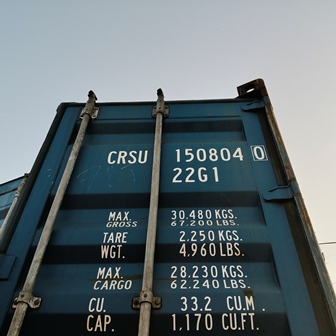 CRSU 150804 0
22G1
MAX. 30.480 KGS.
GROSS 67.200 LBS.
TARE 2.250 KGS.
WGT. 4.960 LBS.
MAX. 28.230 KGS.
CARGO 62.240 LBS.
CU. 33.2 CU.M.
CAP. 1,170 CU.FT.